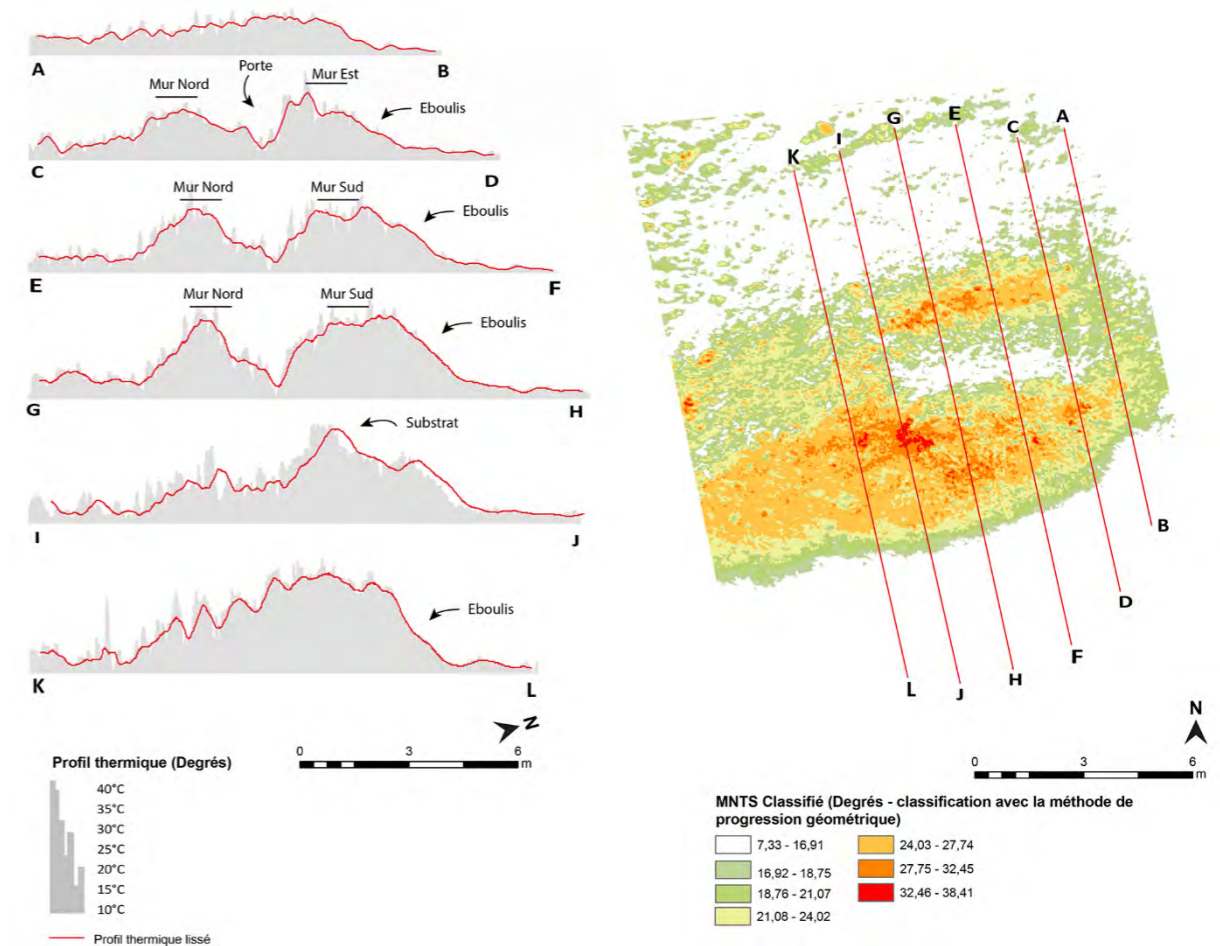 A
B
Mur Nord
Porte
Mur Est
Eboulis
C
D
Mur Nord
Mur Sud
Eboulis
E
F
Mur Nord
Mur Sud
Eboulis
G
H
Substrat
I
J
Eboulis
K
L
N
0 3 6
m
Profil thermique (Degrés)
40°C
35°C
30°C
25°C
20°C
15°C
10°C
Profil thermique lissé
K
I
G
E
C
A
B
D
F
H
J
L
N
0 3 6
m
MNTS Classifié (Degrés - classification avec la méthode de
progression géométrique)
7,33 - 16,91
16,92 - 18,75
18,76 - 21,07
21,08 - 24,02
24,03 - 27,74
27,75 - 32,45
32,46 - 38,41